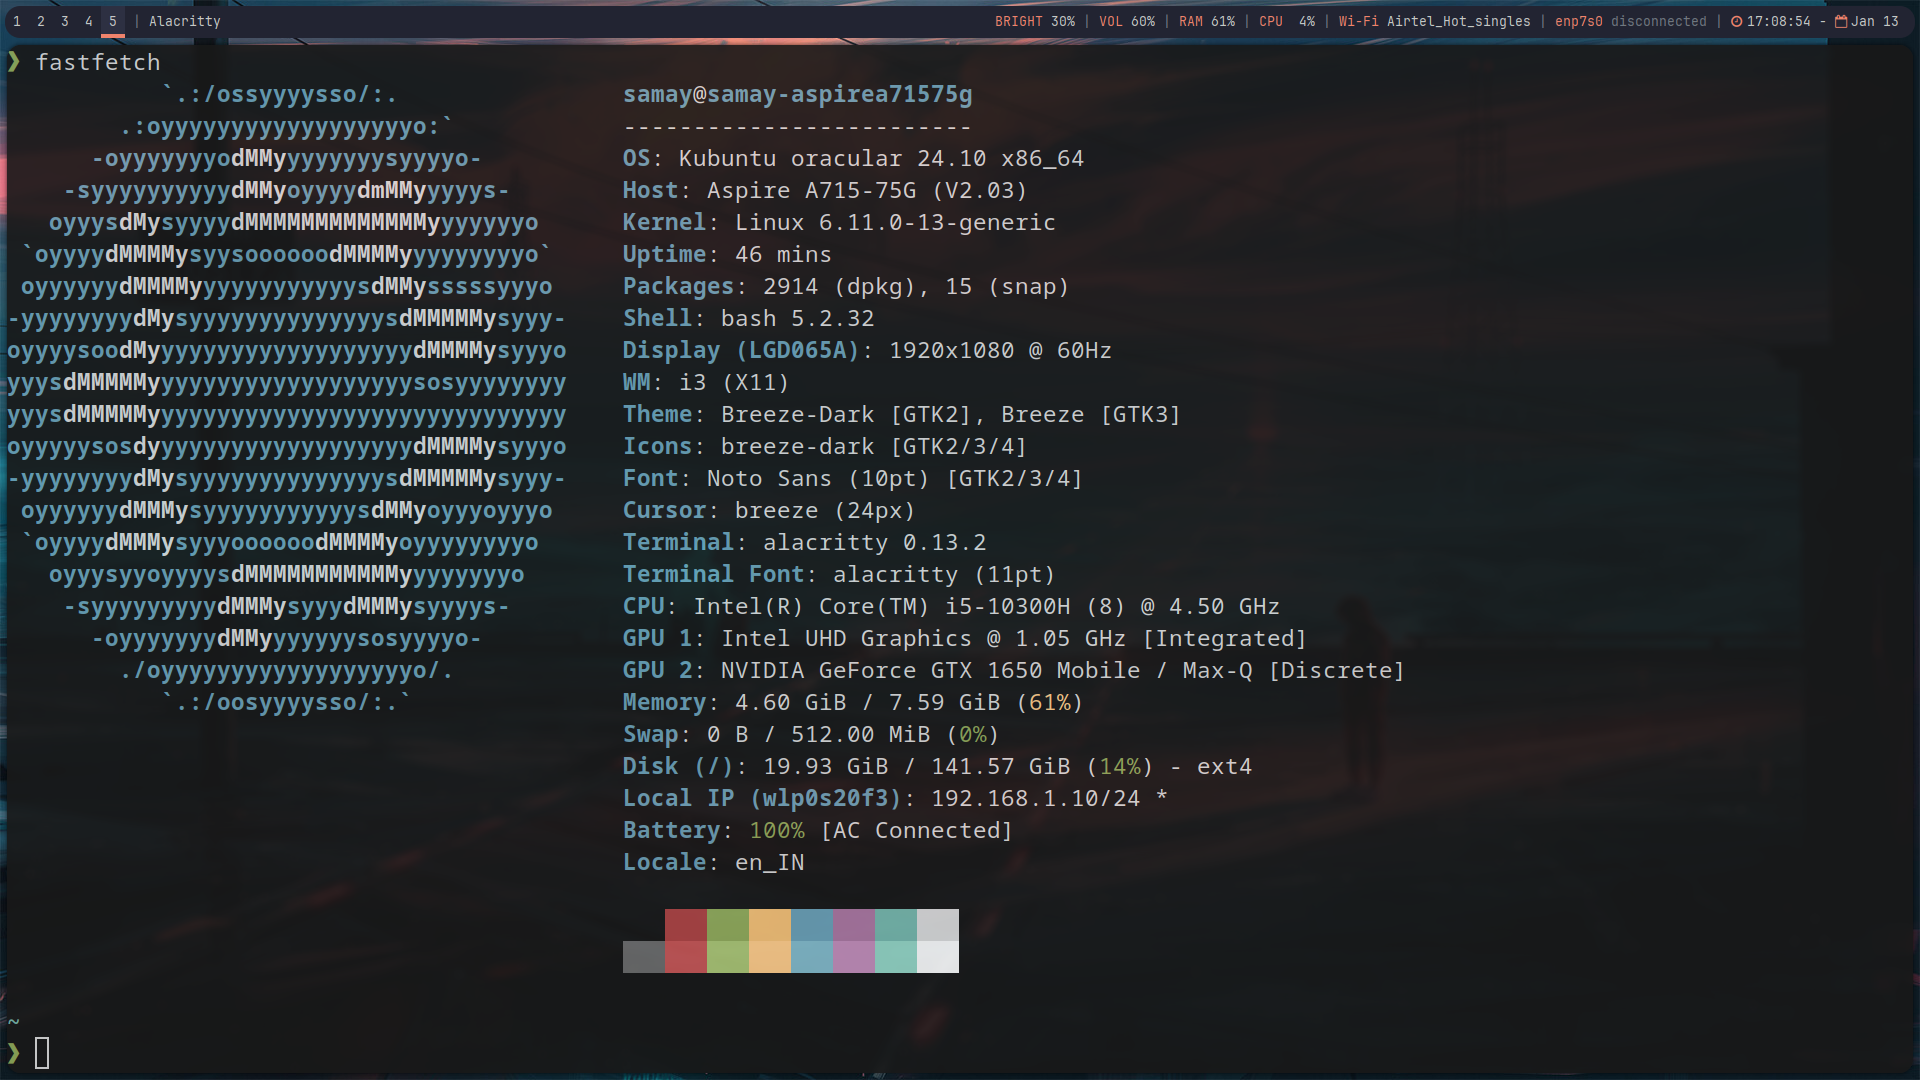 1 2 3 4 5 | Alacritty BRIGHT 30% | VOL 60% | RAM 61% | CPU 4% | Wi-Fi Airtel_Hot_singles | enp7s0 disconnected | 17:08:54 - Jan 13
❯ fastfetch
`.:/ossyyyysso/:. samay@samay-aspirea71575g
.:oyyyyyyyyyyyyyyyyyyo:` -------------------------
-oyyyyyyyodMMyyyyyyyysyyyyo- OS: Kubuntu oracular 24.10 x86_64
-syyyyyyyyyydMMyoyyyydmMMyyyyys- Host: Aspire A715-75G (V2.03)
oyyysdMysyyyydMMMMMMMMMMMMMyyyyyyyo Kernel: Linux 6.11.0-13-generic
`oyyyydMMMMysyysoooooodMMMMyyyyyyyyyo` Uptime: 46 mins
oyyyyyydMMMMyyyyyyyyyyyysdMMysssssyyyo Packages: 2914 (dpkg), 15 (snap)
-yyyyyyyydMysyyyyyyyyyyyyyysdMMMMMysyyy- Shell: bash 5.2.32
oyyyysoodMyyyyyyyyyyyyyyyyyyydMMMMysyyyo Display (LGD065A): 1920x1080 @ 60Hz
yyysdMMMMMyyyyyyyyyyyyyyyyyyysosyyyyyyyy WM: i3 (X11)
yyysdMMMMMyyyyyyyyyyyyyyyyyyyyyyyyyyyyyy Theme: Breeze-Dark [GTK2], Breeze [GTK3]
oyyyyysosdyyyyyyyyyyyyyyyyyyydMMMMysyyyo Icons: breeze-dark [GTK2/3/4]
-yyyyyyyydMysyyyyyyyyyyyyyysdMMMMMysyyy- Font: Noto Sans (10pt) [GTK2/3/4]
oyyyyyydMMMysyyyyyyyyyyysdMMyoyyyoyyyo Cursor: breeze (24px)
`oyyyydMMMysyyyoooooodMMMMyoyyyyyyyyo Terminal: alacritty 0.13.2
oyyysyyoyyyysdMMMMMMMMMMMyyyyyyyyo Terminal Font: alacritty (11pt)
-syyyyyyyyydMMMysyyydMMMysyyyys- CPU: Intel(R) Core(TM) i5-10300H (8) @ 4.50 GHz
-oyyyyyyydMMyyyyyyysosyyyyo- GPU 1: Intel UHD Graphics @ 1.05 GHz [Integrated]
./oyyyyyyyyyyyyyyyyyyo/. GPU 2: NVIDIA GeForce GTX 1650 Mobile / Max-Q [Discrete]
`.:/oosyyyysso/:.` Memory: 4.60 GiB / 7.59 GiB (61%)
Swap: 0 B / 512.00 MiB (0%)
Disk (/): 19.93 GiB / 141.57 GiB (14%) - ext4
Local IP (wlp0s20f3): 192.168.1.10/24 *
Battery: 100% [AC Connected]
Locale: en_IN
~
❯